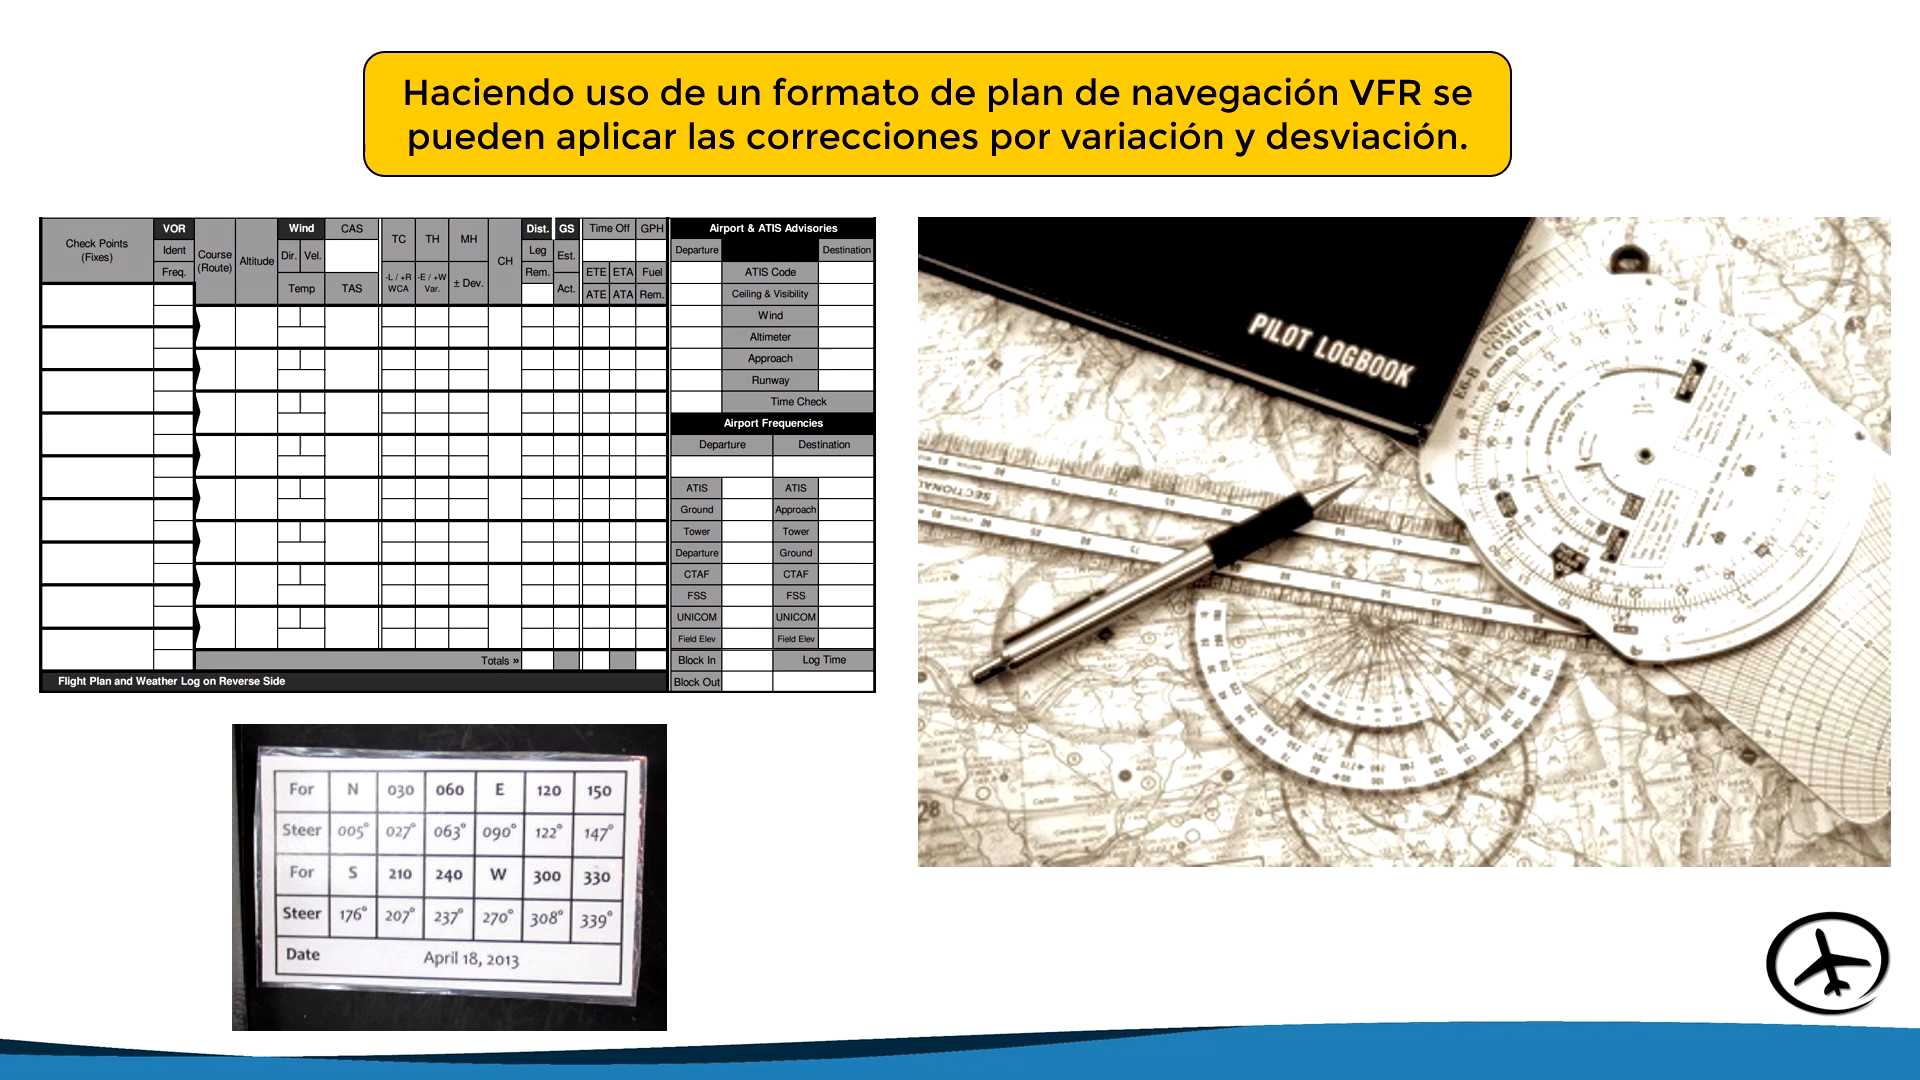 Haciendo uso de un formato de plan de navegación VFR se
pueden aplicar las correcciones por variación y desviación.
Check Points
(Fixes)
VOR
Ident
Freq.
Course
(Route)
Altitude
Wind
Dir. Vel.
Temp
CAS
TAS
TC
-L / +R
WCA
TH
-E / +W
Var.
MH
± Dev.
CH
Dist.
Leg
Rem.
GS
Est.
Act.
Time Off
GPH
ETE ETA Fuel
ATE ATA Rem.
Totals »
Flight Plan and Weather Log on Reverse Side
Airport & ATIS Advisories
Departure Destination
ATIS Code
Ceiling & Visibility
Wind
Altimeter
Approach
Runway
Time Check
Airport Frequencies
Departure Destination
ATIS ATIS
Ground Approach
Tower Tower
Departure Ground
CTAF CTAF
FSS FSS
UNICOM UNICOM
Field Elev Field Elev
Block In Log Time
Block Out
For N 030 060 E 120 150
Steer 005° 027° 063° 090° 122° 147°
For S 210 240 W 300 330
Steer 176° 207° 237° 270° 308° 339°
Date April 18, 2013
PILOT LOGBOOK
SECTIONAL
UNIVERSAL
COMPUTER
E6-B